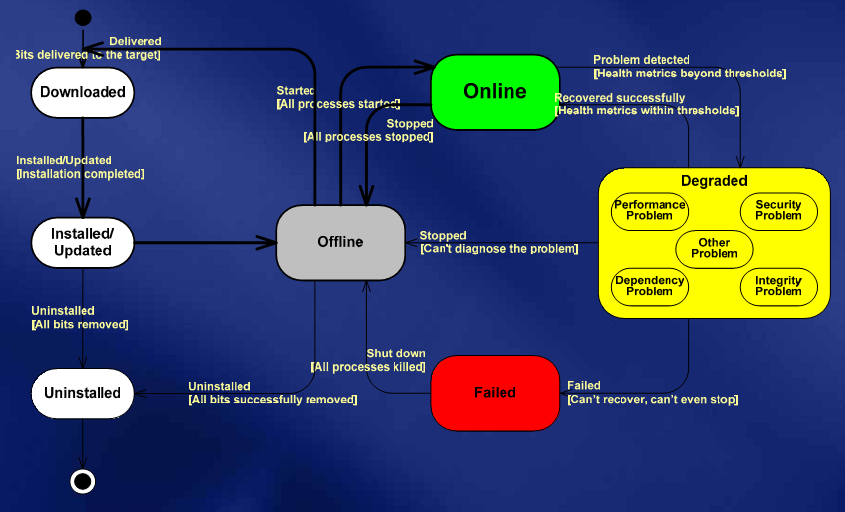 Delivered
Bits delivered to the target]
Downloaded
Started
[All processes started]
Stopped
[All processes stopped]
Online
Problem detected
[Health metrics beyond thresholds]
Recovered successfully
[Health metrics within thresholds]
Installed/Updated
[Installation completed]
Degraded
Performance
Problem
Security
Problem
Other
Problem
Dependency
Problem
Integrity
Problem
Installed/
Updated
Offline
Stopped
[Can't diagnose the problem]
Uninstalled
[All bits removed]
Shut down
[All processes killed]
Uninstalled
Uninstalled
[All bits successfully removed]
Failed
Failed
[Can't recover, can't even stop]